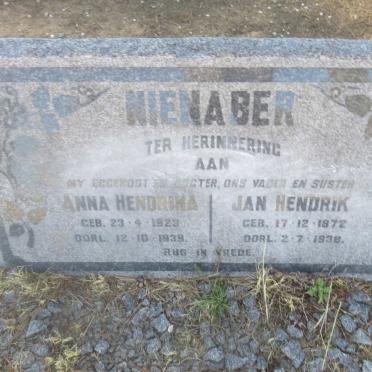 NIENABER
TER HERINNERING
AAN
MY EGGENOOT EN DOGTER, ONS VADER EN SUSTER
ANNA HENDRINA JAN HENDRIK
GEB. 23-4-1923 GEB. 17-12-1872
OORL. 12-10-1939. OORL. 2-7-1938.
RUS IN VREDE.